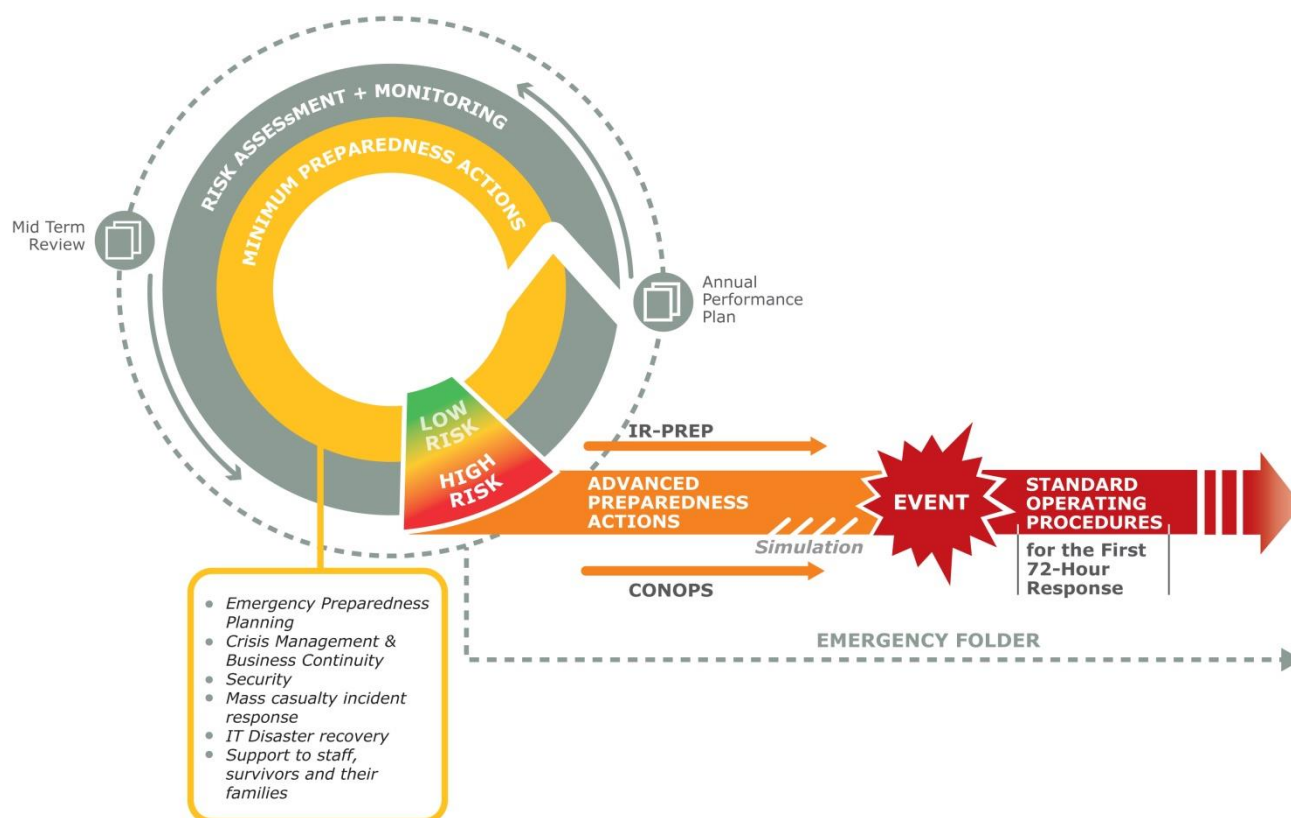 RISK ASSESsMENT + MONITORING
MINIMUM PREPAREDNESS ACTIONS
Mid Term
Review
Annual
Performance
Plan
LOW
RISK
HIGH
RISK
IR-PREP
ADVANCED
PREPAREDNESS
ACTIONS
Simulation
CONOPS
EVENT
STANDARD
OPERATING
PROCEDURES
for the First
72-Hour
Response
EMERGENCY FOLDER
• Emergency Preparedness
Planning
• Crisis Management &
Business Continuity
• Security
• Mass casualty incident
response
• IT Disaster recovery
• Support to staff,
survivors and their
families